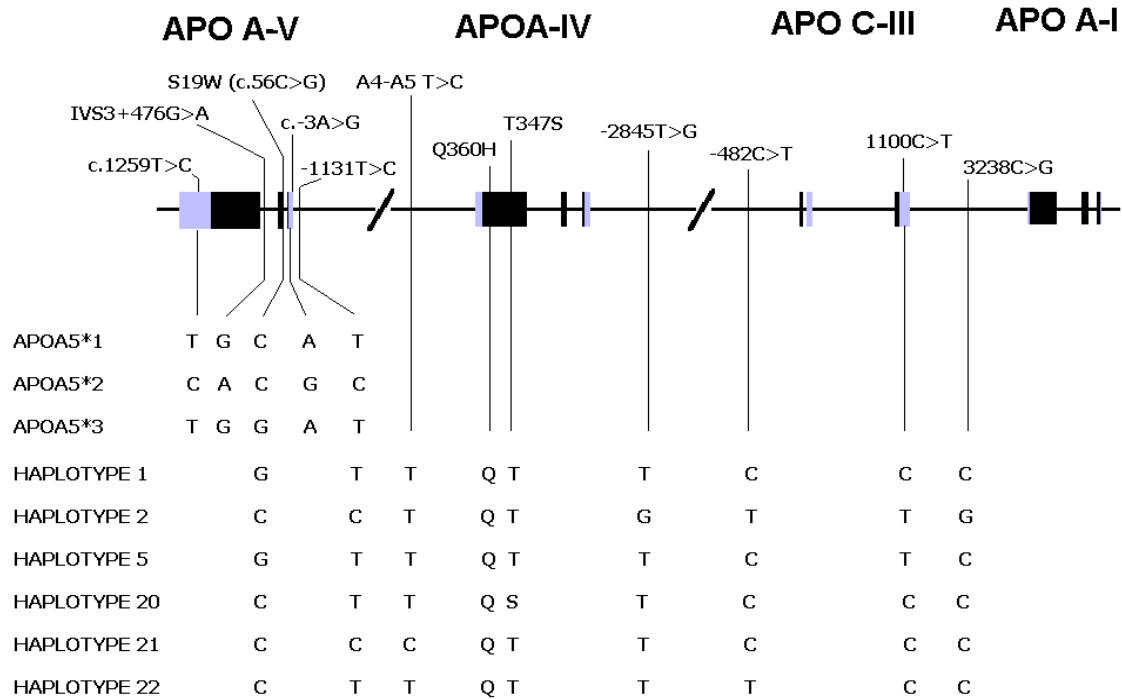 APO A-V APOA-IV APO C-III APO A-I
S19W (c.56C>G) A4-A5 T>C
IVS3+476G>A c.-3A>G T347S -2845T>G
c.1259T>C -1131T>C Q360H -482C>T 1100C>T 3238C>G
APOA5*1 T G C A T
APOA5*2 C A C G C
APOA5*3 T G G A T
HAPLOTYPE 1 G T T Q T T C C C
HAPLOTYPE 2 C C T Q T G T T G
HAPLOTYPE 5 G T T Q T T C T C
HAPLOTYPE 20 C T T Q S T C C C
HAPLOTYPE 21 C C C Q T T C C C
HAPLOTYPE 22 C T T Q T T T C C